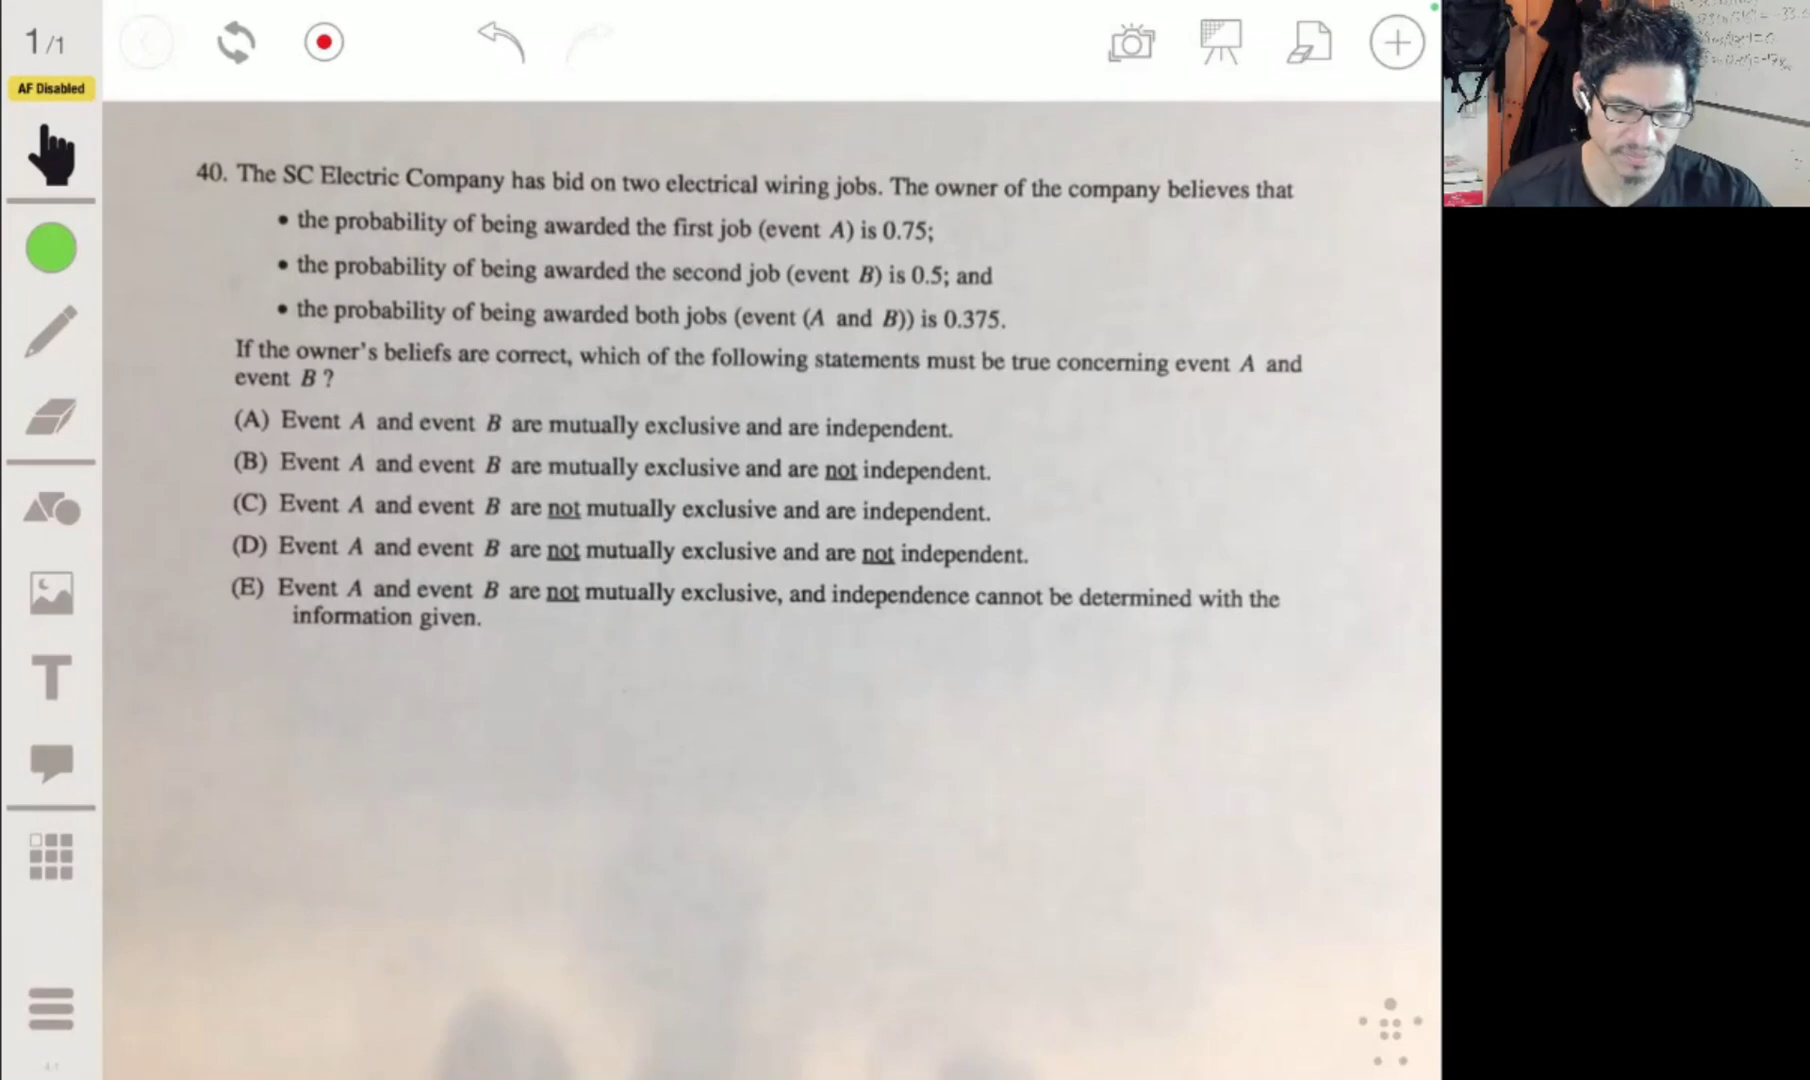 1/1
AF Disabled
40. The SC Electric Company has bid on two electrical wiring jobs. The owner of the company believes that
• the probability of being awarded the first job (event A) is 0.75;
• the probability of being awarded the second job (event B) is 0.5; and
• the probability of being awarded both jobs (event (A and B)) is 0.375.
If the owner's beliefs are correct, which of the following statements must be true concerning event A and
event B ?
(A) Event A and event B are mutually exclusive and are independent.
(B) Event A and event B are mutually exclusive and are not independent.
(C) Event A and event B are not mutually exclusive and are independent.
(D) Event A and event B are not mutually exclusive and are not independent.
(E) Event A and event B are not mutually exclusive, and independence cannot be determined with the
information given.
T